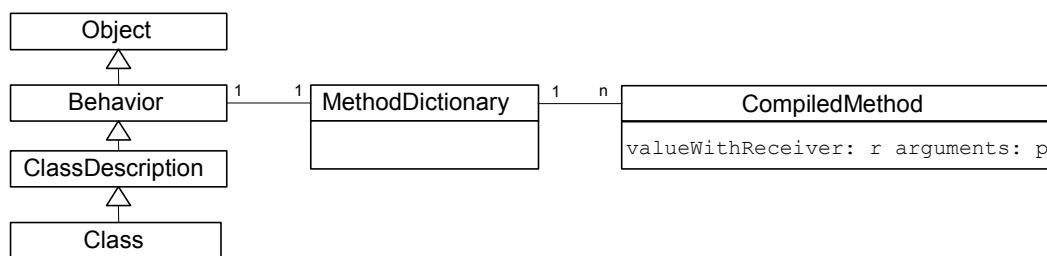 Object
Behavior
1
1
MethodDictionary
1
n
CompiledMethod
valueWithReceiver: r arguments: p
ClassDescription
Class